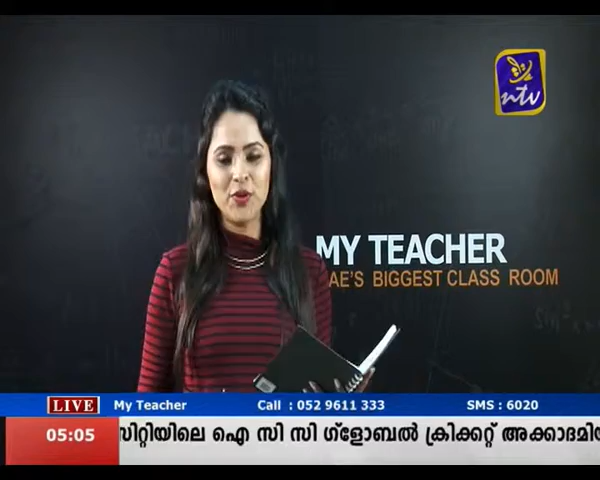 ntv
MY TEACHER
AE'S BIGGEST CLASS ROOM
LIVE My Teacher Call : 052 9611 333 SMS : 6020
05:05 സിറ്റിയിലെ ഐ സി സി ഗ്ളോബൽ ക്രിക്കറ്റ് അക്കാദമിയ